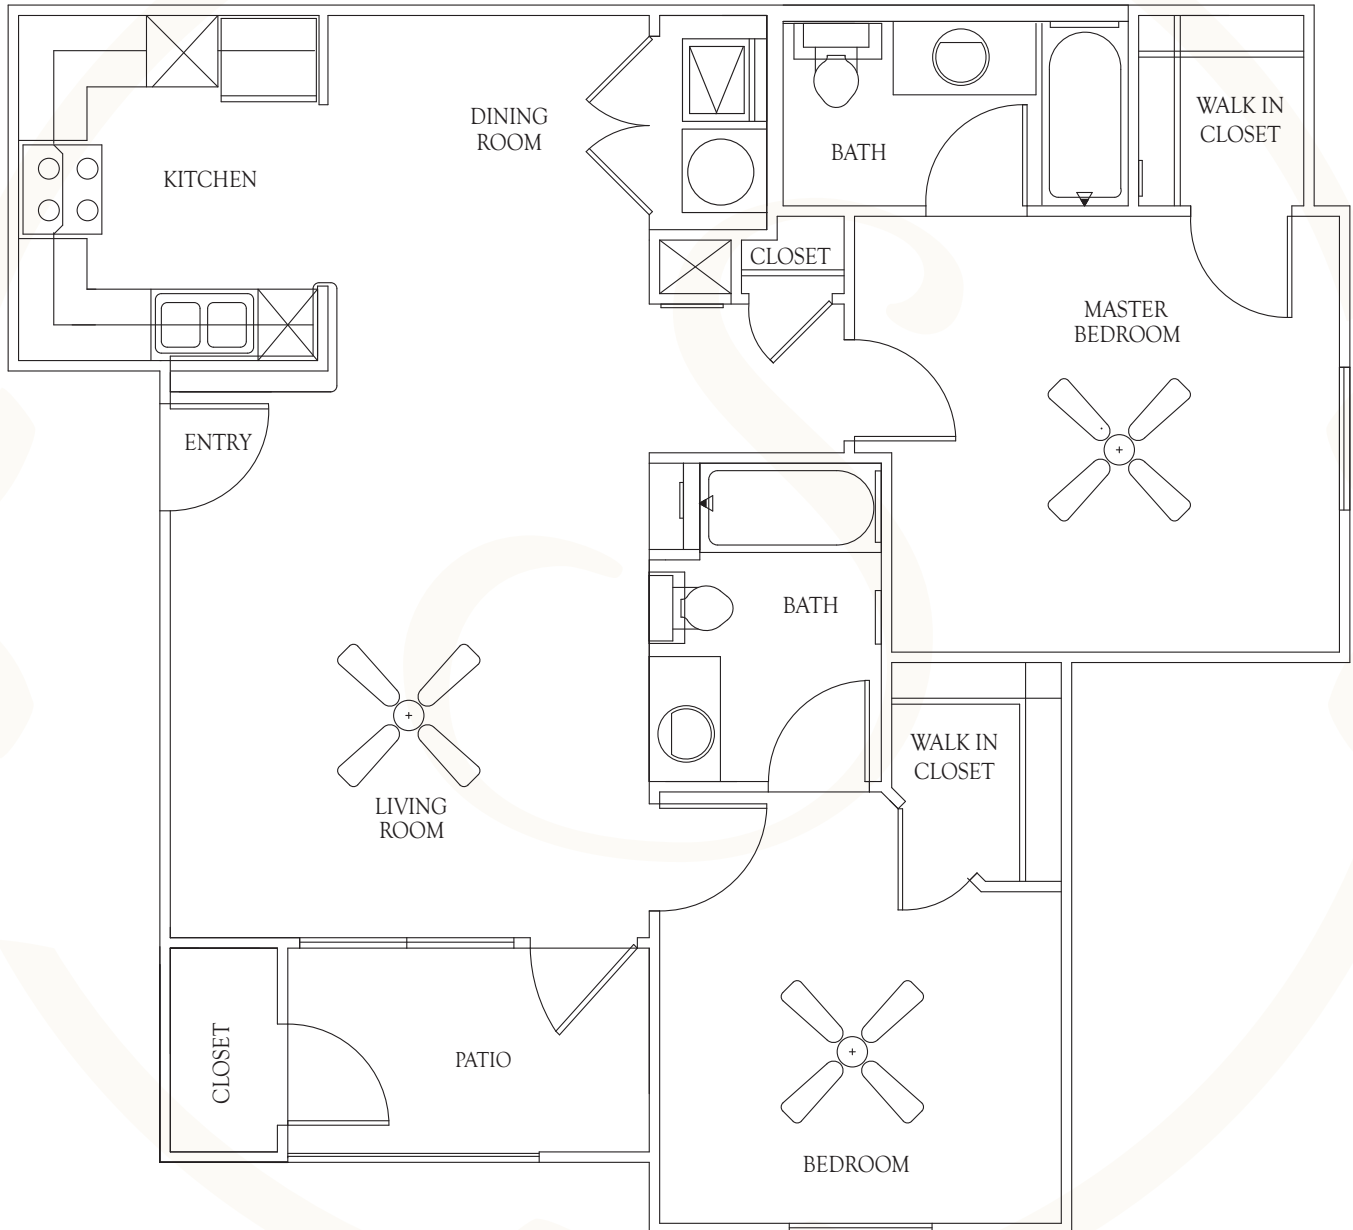 DINING
ROOM
KITCHEN
BATH
WALK IN
CLOSET
CLOSET
MASTER
BEDROOM
ENTRY
BATH
WALK IN
CLOSET
LIVING
ROOM
CLOSET
PATIO
BEDROOM